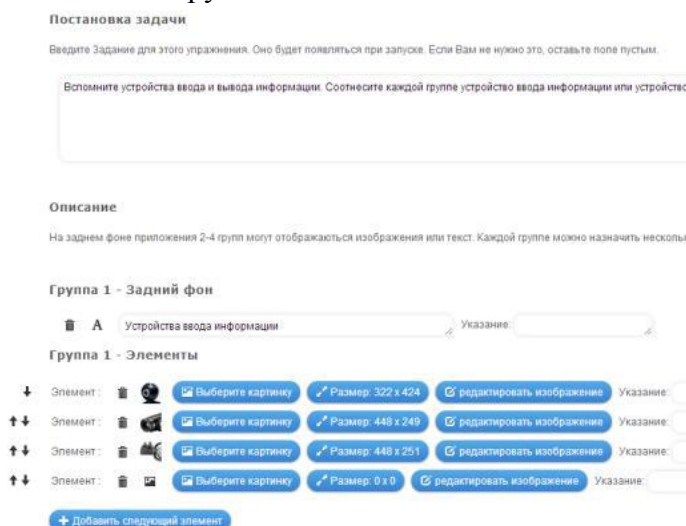 Постановка задачи
Введите Задание для этого упражнения. Оно будет появляться при запуске. Если Вам не нужно это, оставьте поле пустым.
Вспомните устройства ввода и вывода информации. Соотнесите каждой группе устройство ввода информации или устройство
Описание
На заднем фоне приложения 2-4 групп могут отображаються изображения или текст. Каждой группе можно назначить
Группа 1 - Задний фон
A Устройства ввода информации Указание:
Группа 1 - Элементы
Элемент: Выберите картинку Размер: 322 x 424 редактировать изображение Указание:
Элемент: Выберите картинку Размер: 448 x 249 редактировать изображение Указание:
Элемент: Выберите картинку Размер: 448 x 251 редактировать изображение Указание:
Элемент: Выберите картинку Размер: 0 x 0 редактировать изображение Указание:
Добавить следующий элемент